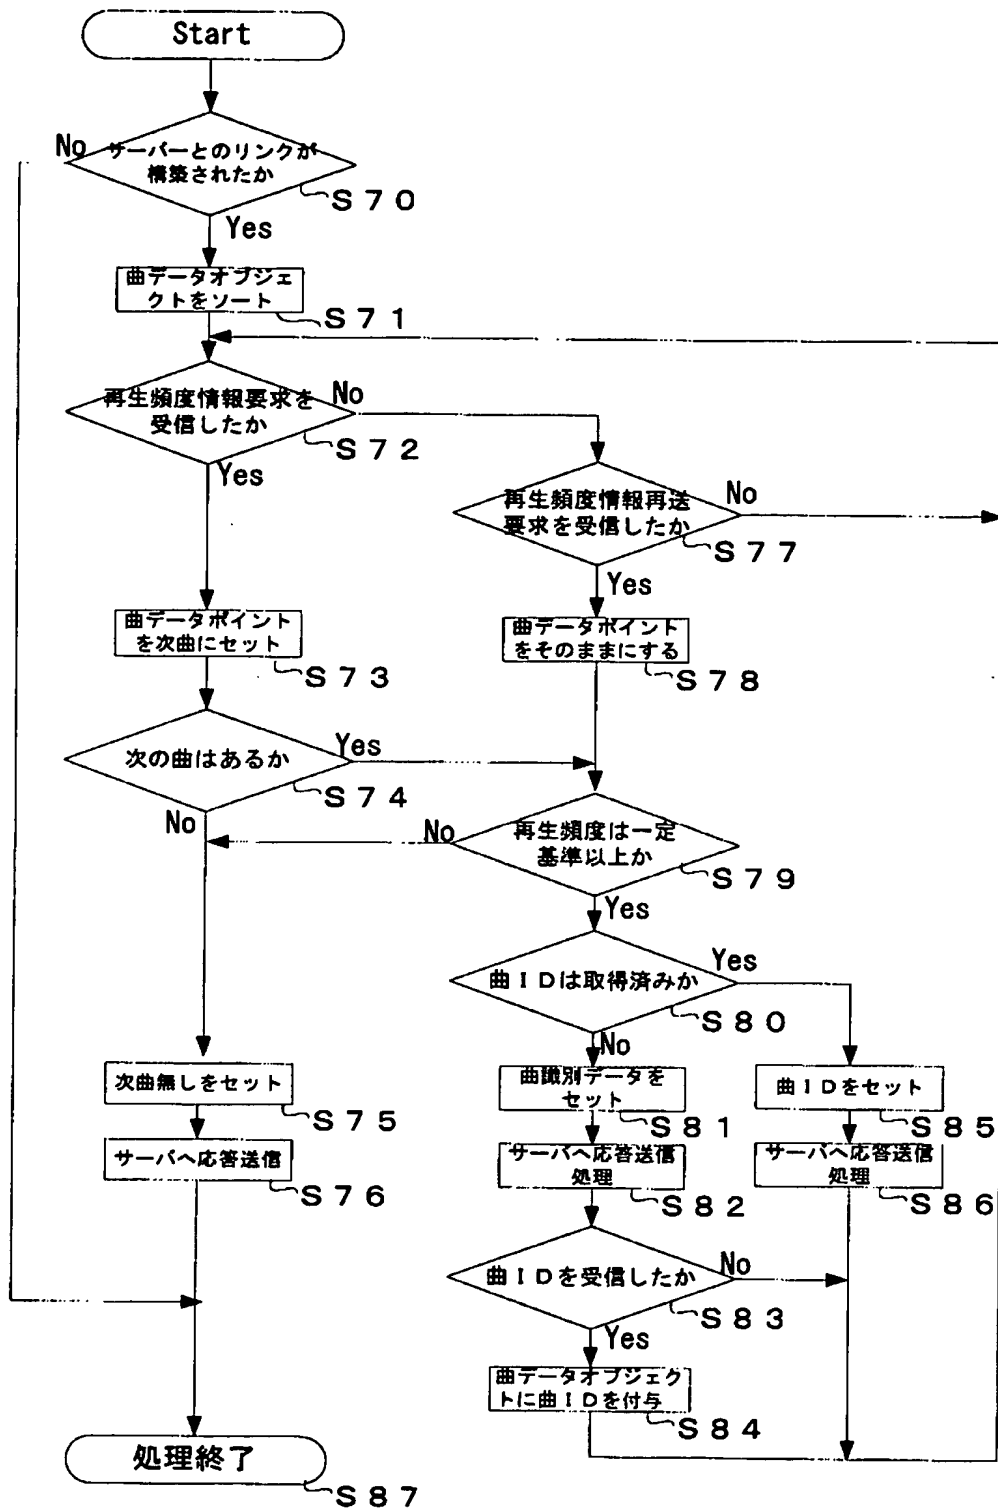 Start
No
サーバーとのリンクが
構築されたか
S70
Yes
曲データオブジェ
クトをソート
S71
再生頻度情報要求を
受信したか
No
S72
Yes
再生頻度情報再送
要求を受信したか
No
S77
Yes
曲データポイント
を次曲にセット
S73
曲データポイント
をそのままにする
S78
次の曲はあるか
Yes
S74
No
再生頻度は一定
基準以上か
No
S79
Yes
曲IDは取得済みか
Yes
S80
No
次曲無しをセット
S75
曲識別データを
セット
S81
曲IDをセット
S85
サーバへ応答送信
S76
サーバへ応答送信
処理
S82
サーバへ応答送信
処理
S86
曲IDを受信したか
No
S83
Yes
曲データオブジェク
トに曲IDを付与
S84
処理終了
S87